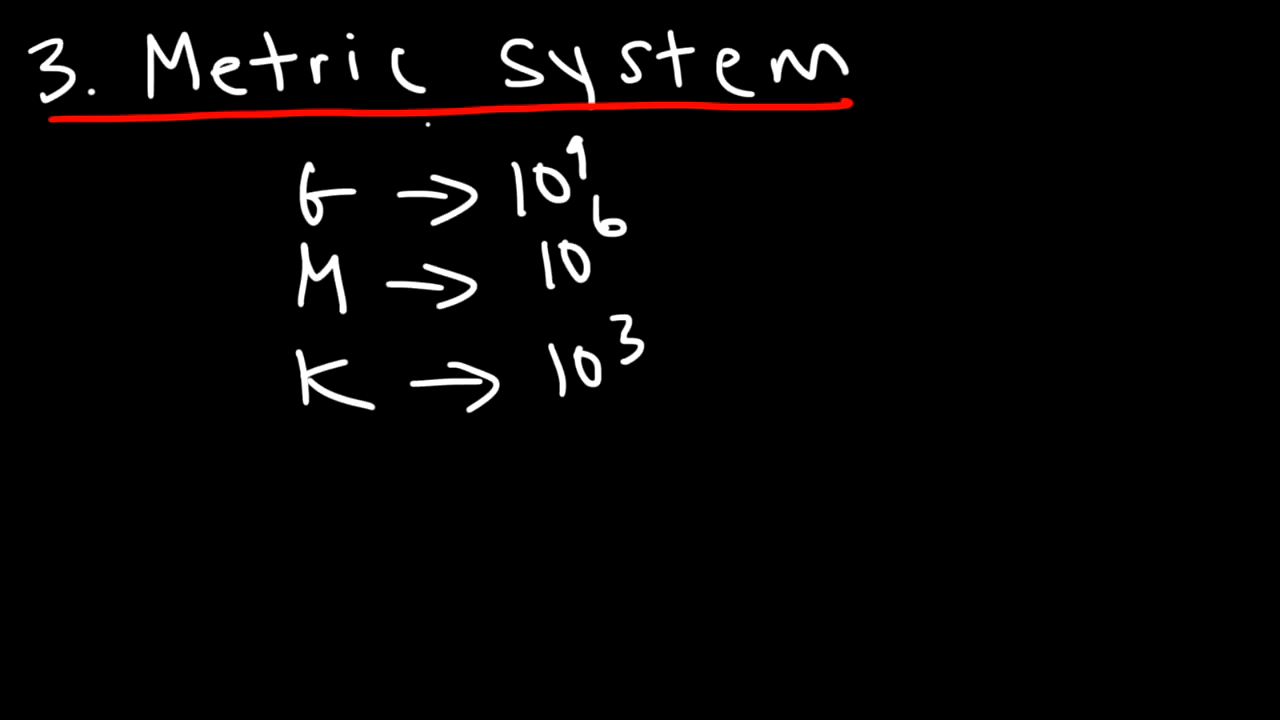 3. Metric system
G → 10⁹
M → 10⁶
K → 10³